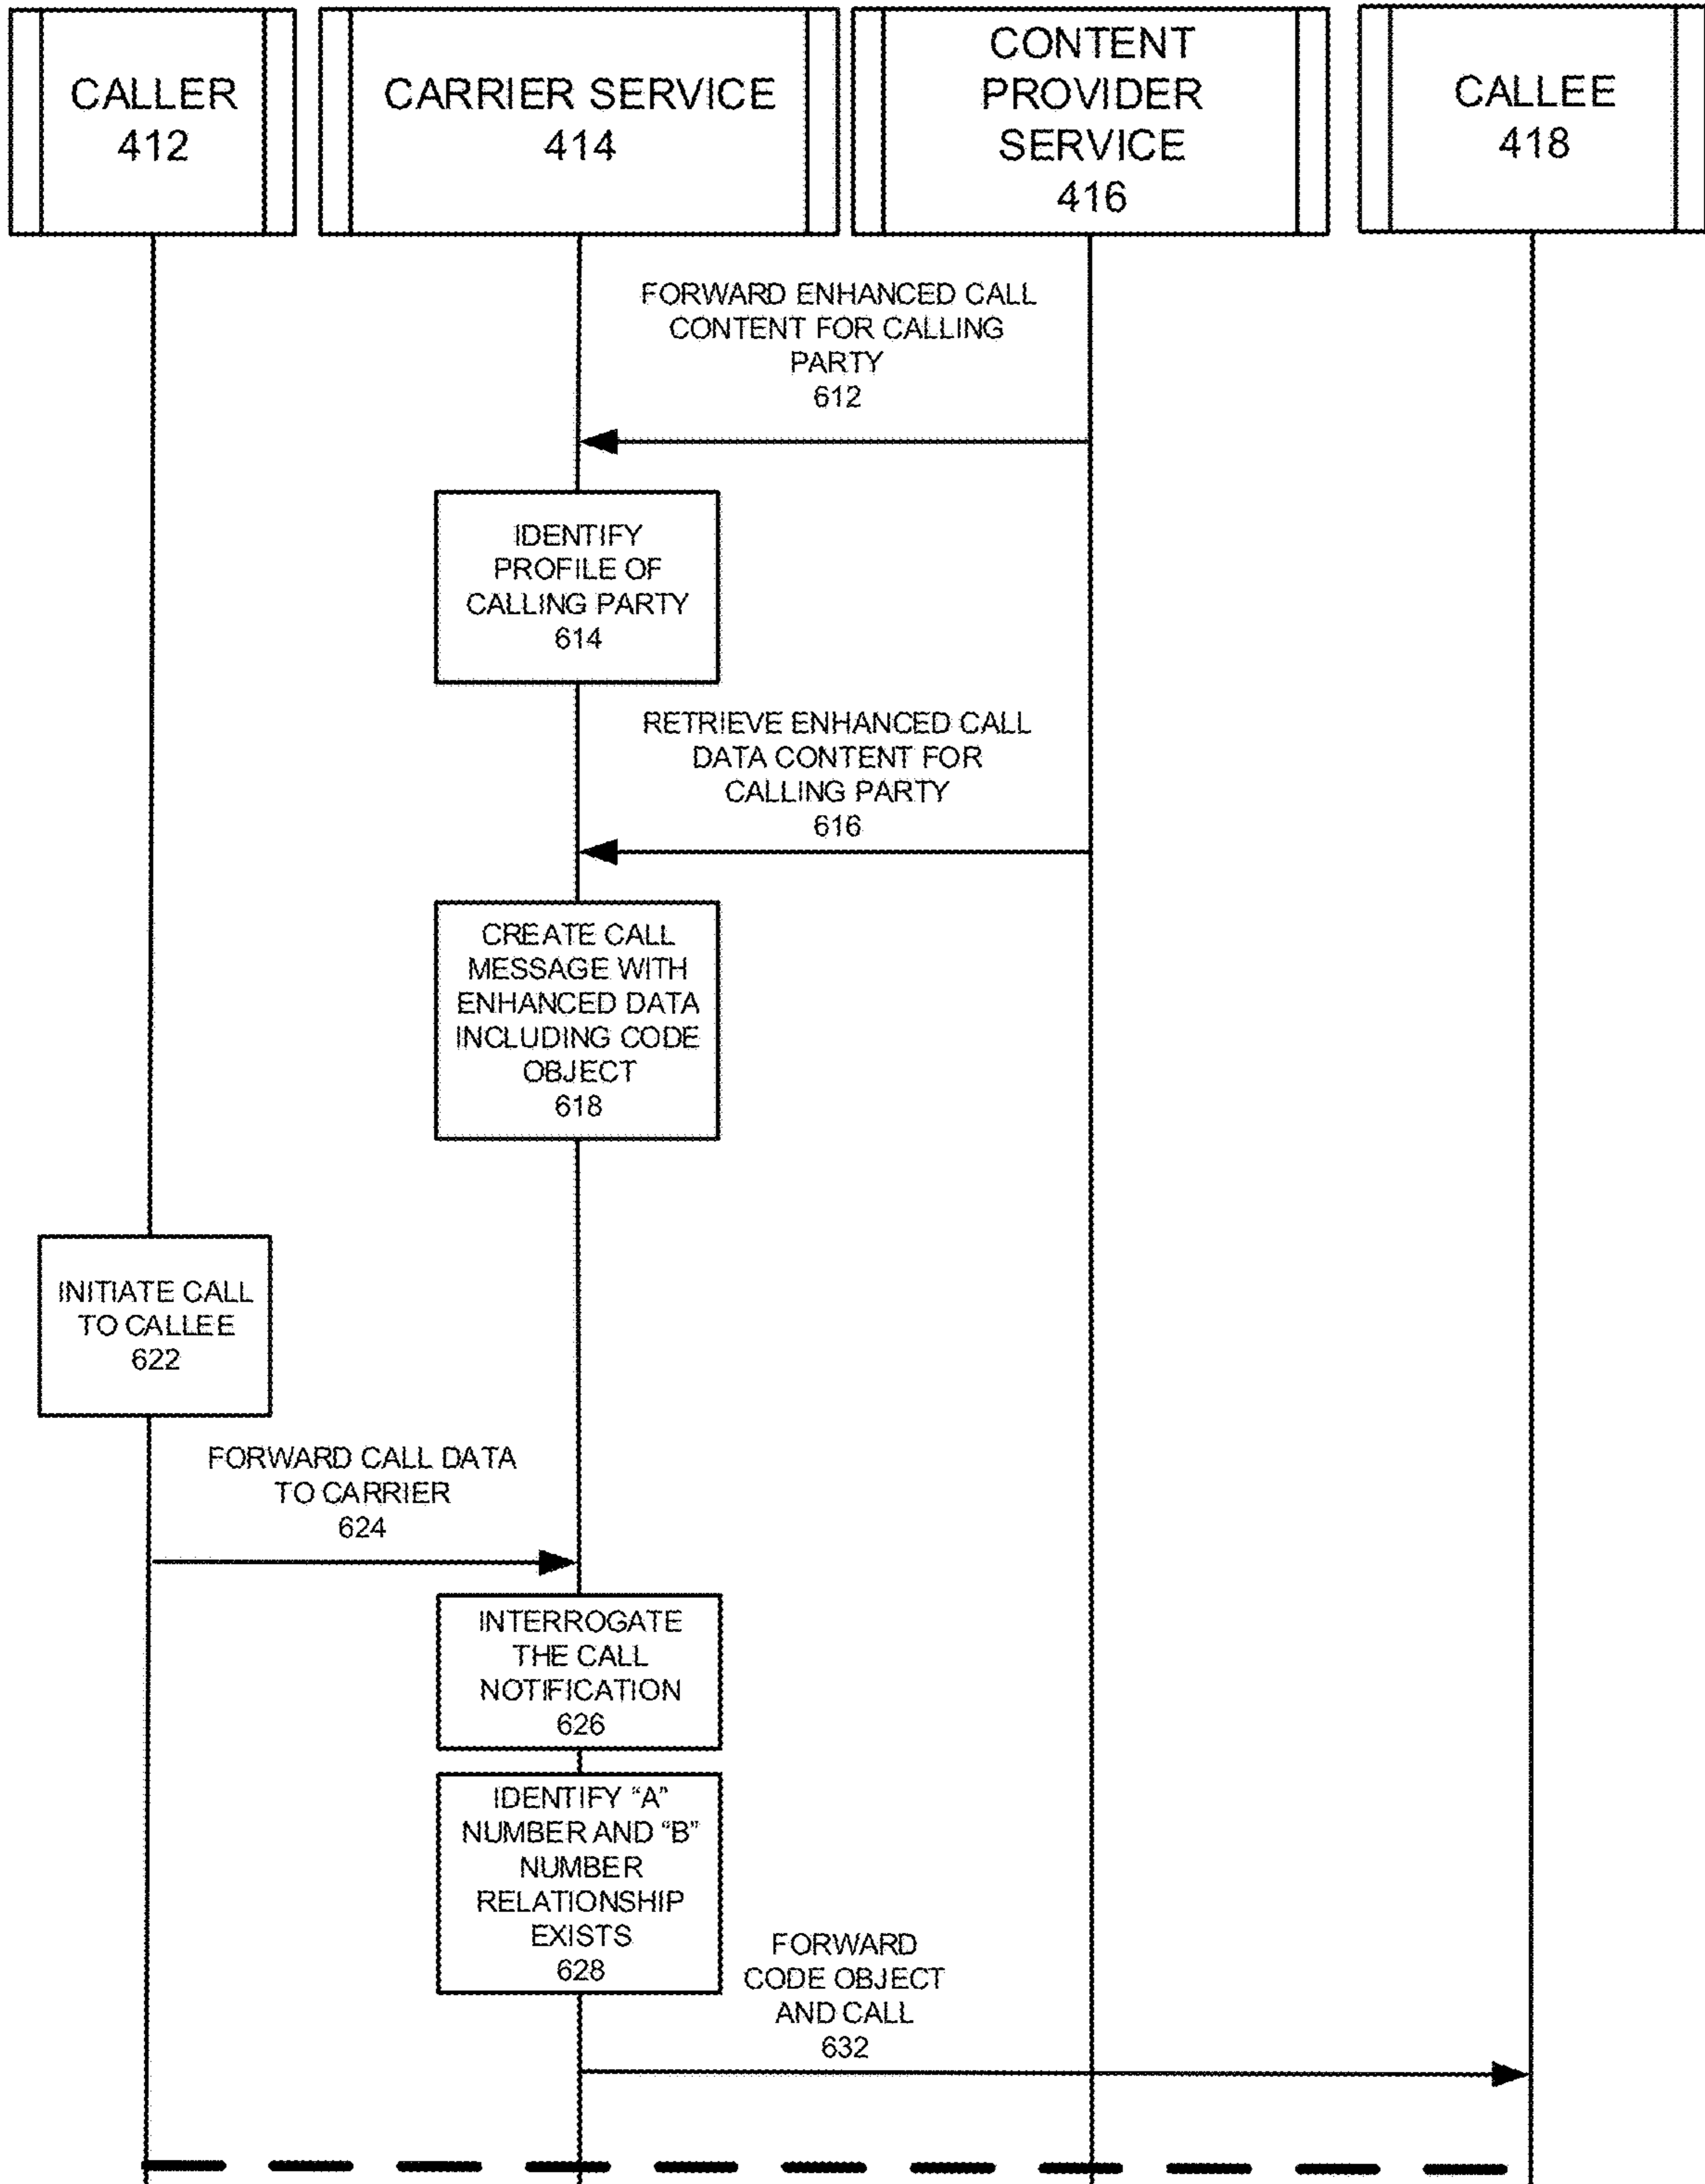 CALLER
412
CARRIER SERVICE
414
CONTENT
PROVIDER
SERVICE
416
CALLEE
418
FORWARD ENHANCED CALL
CONTENT FOR CALLING
PARTY
612
IDENTIFY
PROFILE OF
CALLING PARTY
614
RETRIEVE ENHANCED CALL
DATA CONTENT FOR
CALLING PARTY
616
CREATE CALL
MESSAGE WITH
ENHANCED DATA
INCLUDING CODE
OBJECT
618
INITIATE CALL
TO CALLEE
622
FORWARD CALL DATA
TO CARRIER
624
INTERROGATE
THE CALL
NOTIFICATION
626
IDENTIFY “A”
NUMBER AND “B”
NUMBER
RELATIONSHIP
EXISTS
628
FORWARD
CODE OBJECT
AND CALL
632